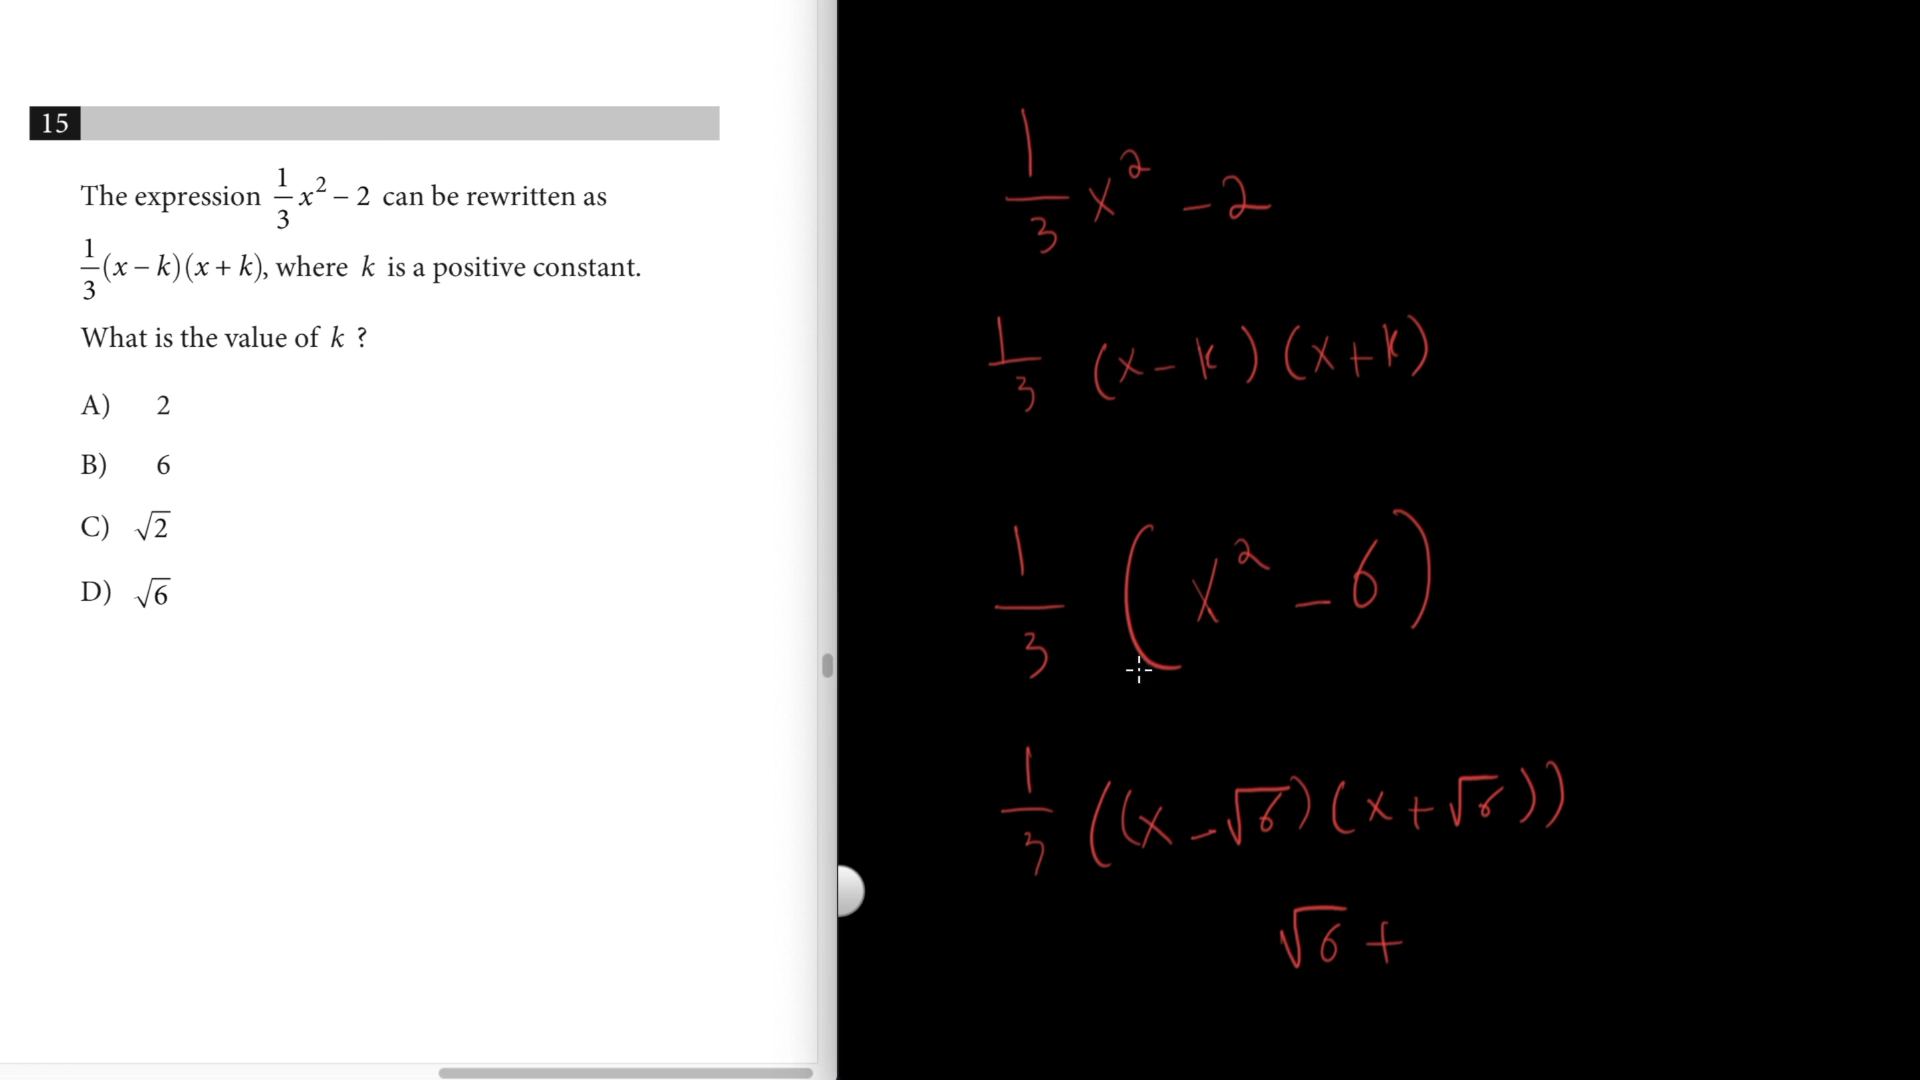 15
The expression 1/3 x² – 2 can be rewritten as
1/3 (x – k)(x + k), where k is a positive constant.
What is the value of k ?
A) 2
B) 6
C) √2
D) √6
1/3 x² - 2
1/3 (x - k) (x + k)
1/3 (x² - 6)
1/3 ((x - √6) (x + √6))
√6 +